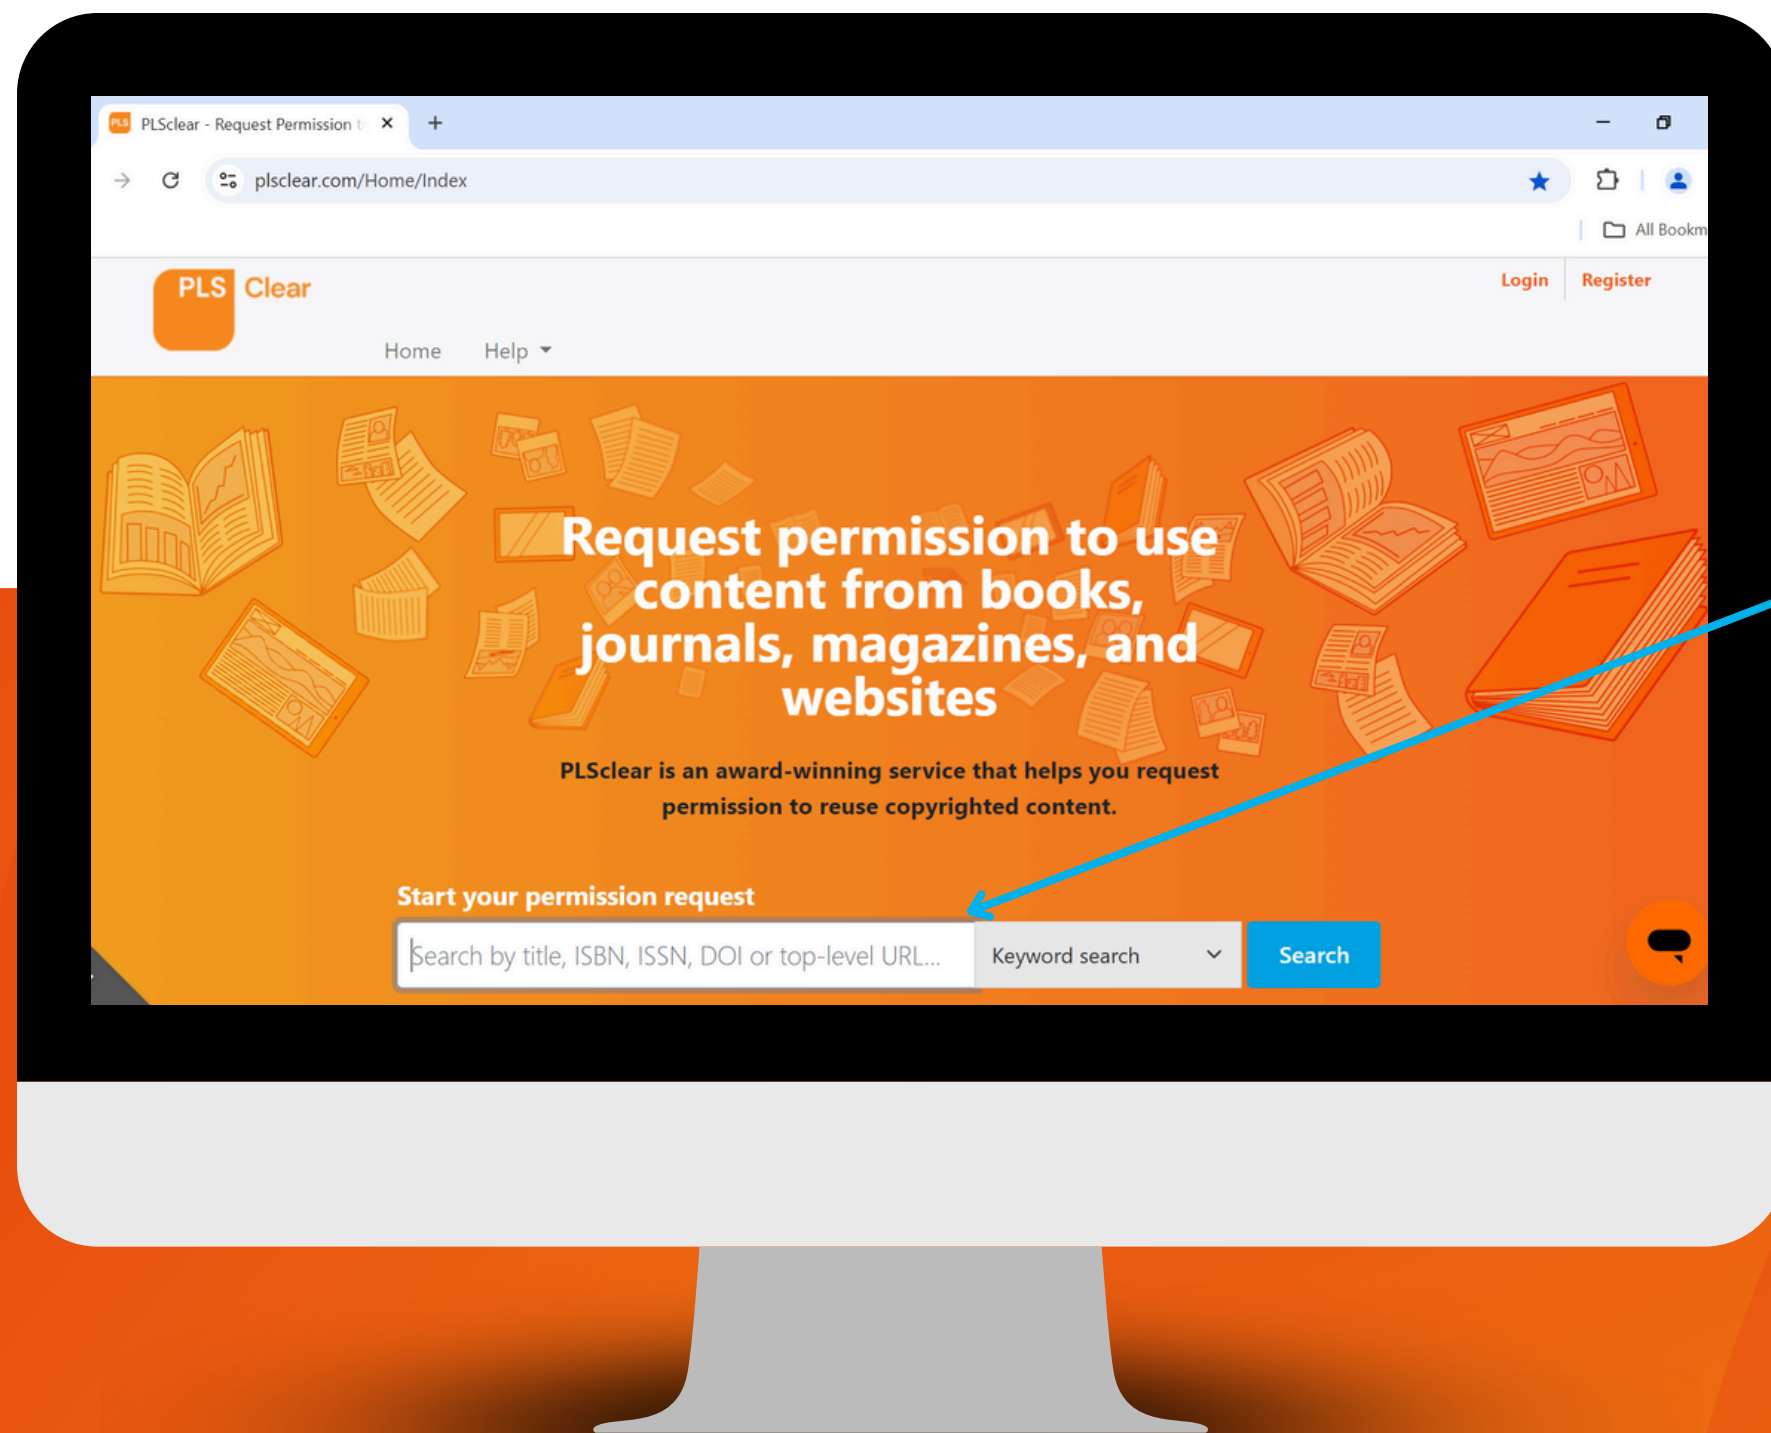 PLS PLSclear - Request Permission t
plsclear.com/Home/Index
All Bookm
PLS Clear
Login Register
Home Help
Request permission to use
content from books,
journals, magazines, and
websites
PLSclear is an award-winning service that helps you request
permission to reuse copyrighted content.
Start your permission request
Search by title, ISBN, ISSN, DOI or top-level URL...
Keyword search
Search